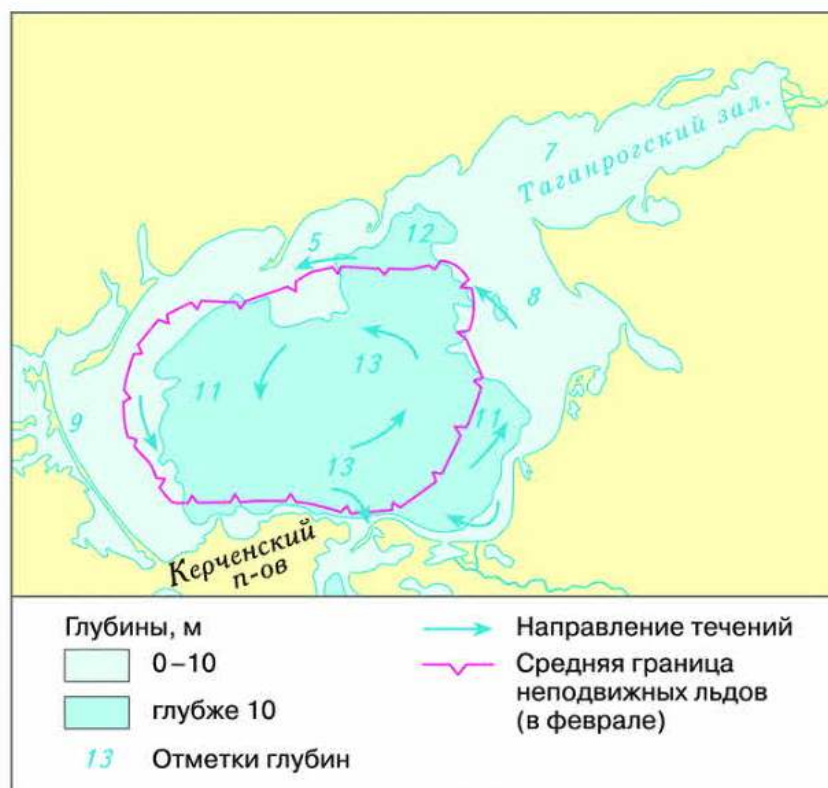 7
Таганрогский зал.
12
5
8
13
11
9
11
13
Керченский
п-ов
Глубины, м
0–10
глубже 10
13 Отметки глубин
Направление течений
Средняя граница
неподвижных льдов
(в феврале)